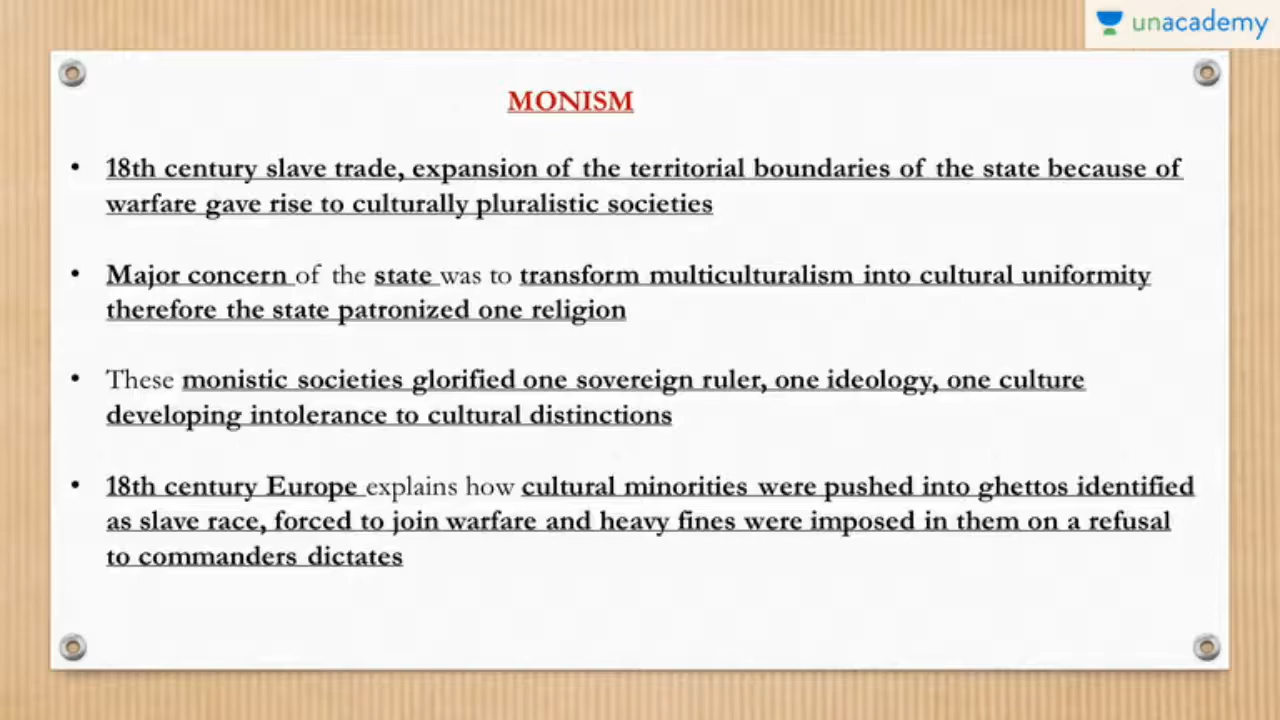 unacademy
MONISM
• 18th century slave trade, expansion of the territorial boundaries of the state because of
warfare gave rise to culturally pluralistic societies
• Major concern of the state was to transform multiculturalism into cultural uniformity
therefore the state patronized one religion
• These monistic societies glorified one sovereign ruler, one ideology, one culture
developing intolerance to cultural distinctions
• 18th century Europe explains how cultural minorities were pushed into ghettos identified
as slave race, forced to join warfare and heavy fines were imposed in them on a refusal
to commanders dictates